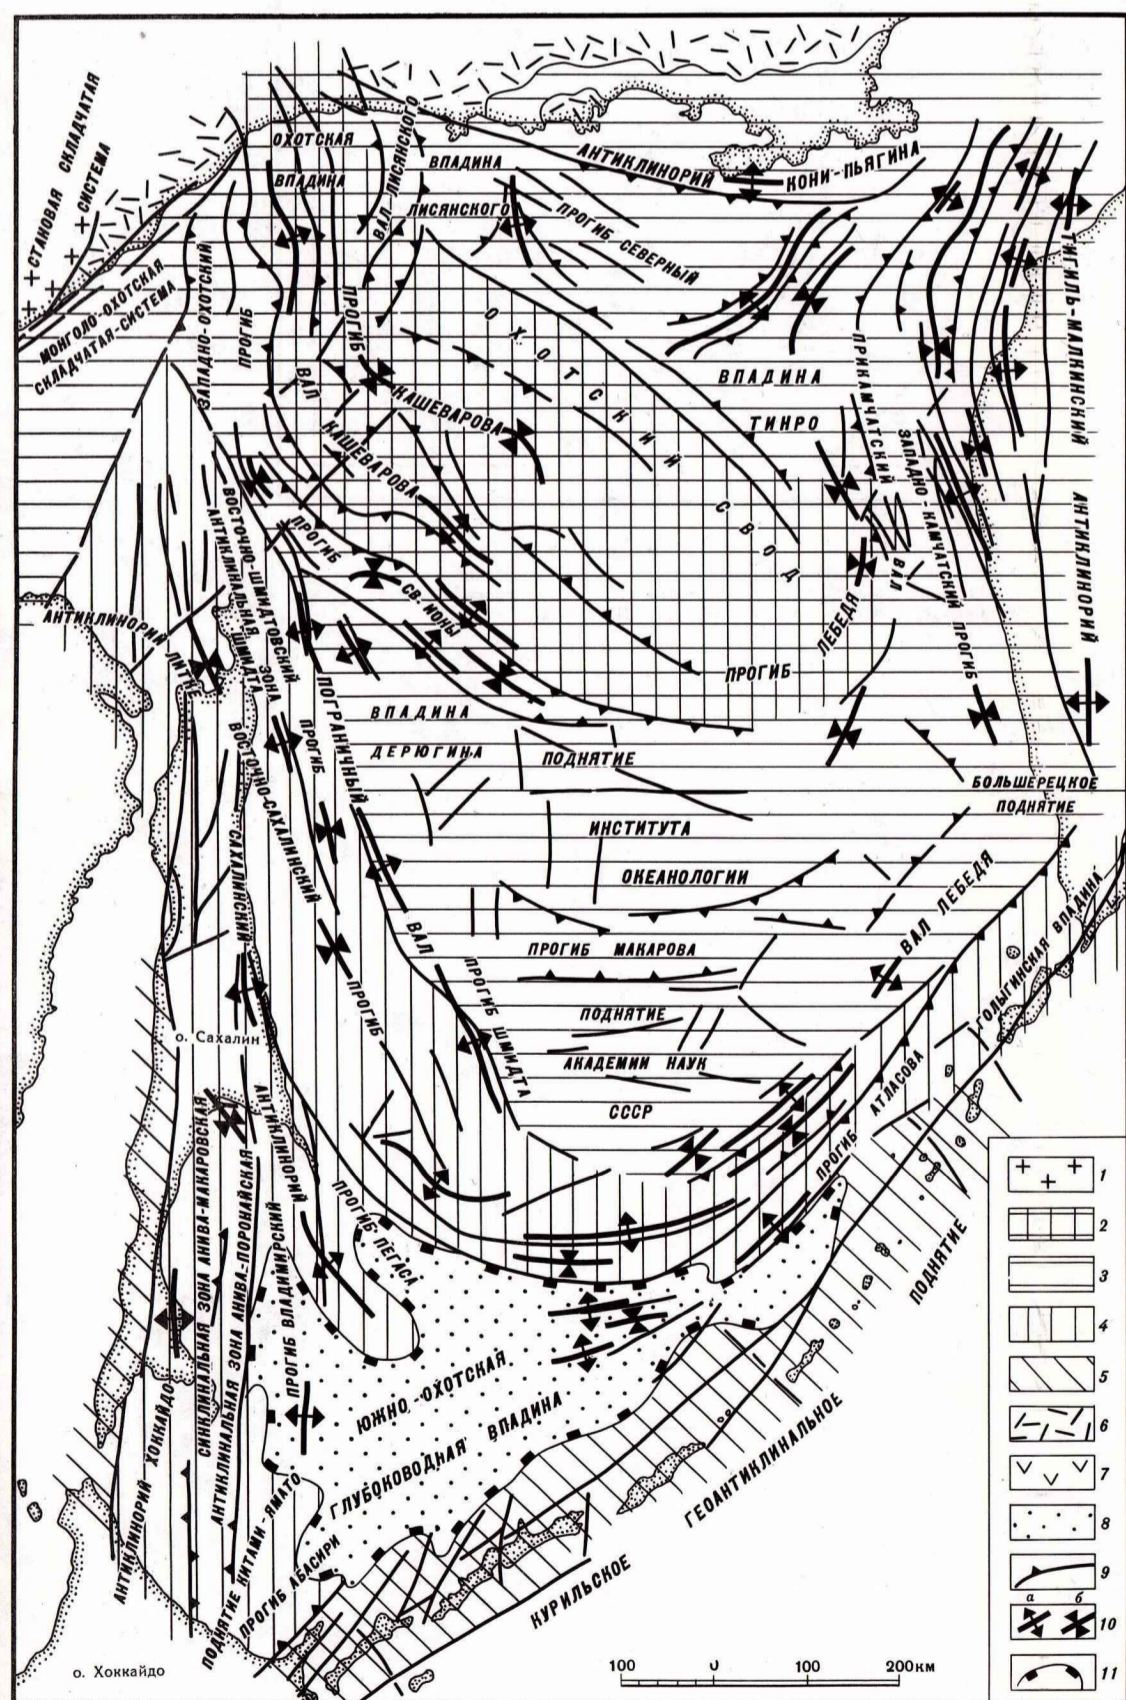 СТАНОВАЯ СКЛАДЧАТАЯ
СИСТЕМА
МОНГОЛО-ОХОТСКАЯ
СКЛАДЧАТАЯ-СИСТЕМА
ЗАПАДНО-ОХОТСКИЙ
ПРОГИБ
ОХОТСКАЯ
ВПАДИНА
ВАЛ ЛИСЯНСКОГО
ВПАДИНА
ЛИСЯНСКОГО
АНТИКЛИНОРИЙ
КОНИ-ПЬЯГИНА
ПРОГИБ СЕВЕРНЫЙ
ТИГИЛЬ-МАЛКИНСКИЙ
АНТИКЛИНОРИЙ
ОХОТСКИЙ
СВОД
ПРОГИБ
КАШЕВАРОВА
ВАЛ
КАШЕВАРОВА
ВПАДИНА
ТИНРО
ПРИКАМЧАТСКИЙ
ВАЛ
ЗАПАДНО-КАМЧАТСКИЙ ПРОГИБ
ПРОГИБ
СВ. ИОНЫ
ПРОГИБ
ЛЕБЕДЯ
ВОСТОЧНО-ШМИДТОВСКИЙ
ПРОГИБ
АНТИКЛИНАЛЬНАЯ ЗОНА
ШМИДТА
АНТИКЛИНОРИЙ ЛИТКЕ
ПОГРАНИЧНЫЙ
ВАЛ
ВПАДИНА
ДЕРЮГИНА
ПОДНЯТИЕ
ИНСТИТУТА
ОКЕАНОЛОГИИ
БОЛЬШЕРЕЦКОЕ
ПОДНЯТИЕ
ВОСТОЧНО-САХАЛИНСКИЙ
ПРОГИБ
САХАЛИНСКИЙ
АНТИКЛИНОРИЙ
ПРОГИБ МАКАРОВА
ВАЛ ЛЕБЕДЯ
ГОЛЫГИНСКАЯ ВПАДИНА
ПРОГИБ ШМИДТА
ПОДНЯТИЕ
АКАДЕМИИ НАУК
СССР
о. Сахалин
ПРОГИБ АТЛАСОВА
СИНКЛИНАЛЬНАЯ ЗОНА АНИВА-МАКАРОВСКАЯ
АНТИКЛИНАЛЬНАЯ ЗОНА АНИВА-ПОРОНАЙСКАЯ
ПРОГИБ ВЛАДИМИРСКИЙ
ПРОГИБ ПЕГАСА
АНТИКЛИНОРИЙ ХОККАЙДО
ЮЖНО-ОХОТСКАЯ
ГЛУБОКОВОДНАЯ ВПАДИНА
ПОДНЯТИЕ КИТАМИ-ЯМАТО
ПРОГИБ АБАСИРИ
КУРИЛЬСКОЕ
ГЕОАНТИКЛИНАЛЬНОЕ
ПОДНЯТИЕ
о. Хоккайдо
100 0 100 200км
1
2
3
4
5
6
7
8
9
а б
10
11